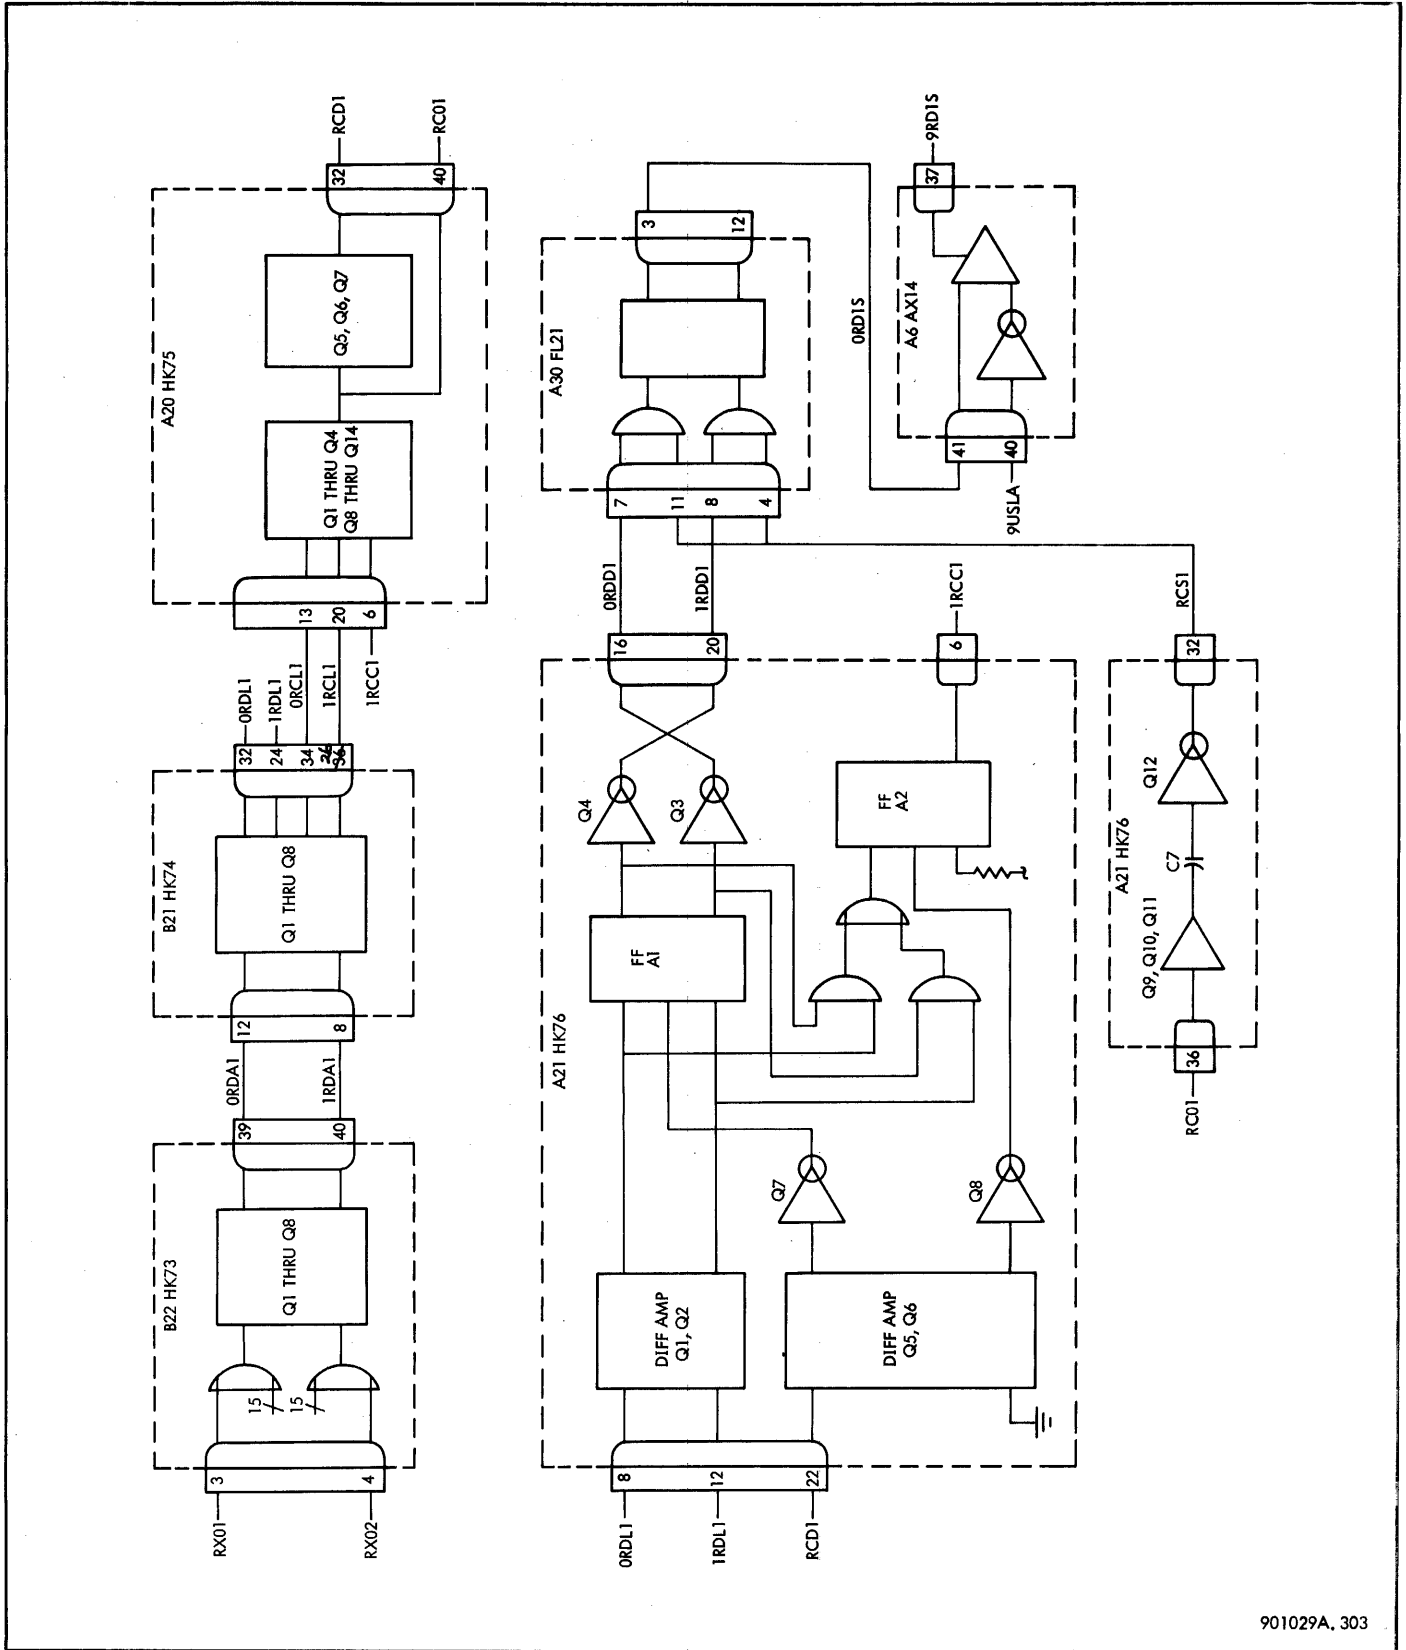 B22 HK73
RX01
3
RX02
4
15
15
Q1 THRU Q8
39
40
0RDA1
1RDA1
B21 HK74
12
8
Q1 THRU Q8
32
24
34
26
36
0RDL1
1RDL1
0RCL1
1RCL1
1RCC1
A20 HK75
13
20
6
Q1 THRU Q4
Q8 THRU Q14
Q5, Q6, Q7
32
RCD1
40
RC01
A21 HK76
0RDL1
8
1RDL1
12
RCD1
22
DIFF AMP
Q1, Q2
DIFF AMP
Q5, Q6
Q7
Q8
FF
A1
Q4
Q3
FF
A2
16
20
6
1RCC1
0RDD1
1RDD1
A30 FL21
7
11
8
4
3
12
0RD1S
A6 AX14
9USLA
41
40
37
9RD1S
A21 HK76
RC01
36
Q9, Q10, Q11
C7
Q12
32
RCS1
901029A. 303